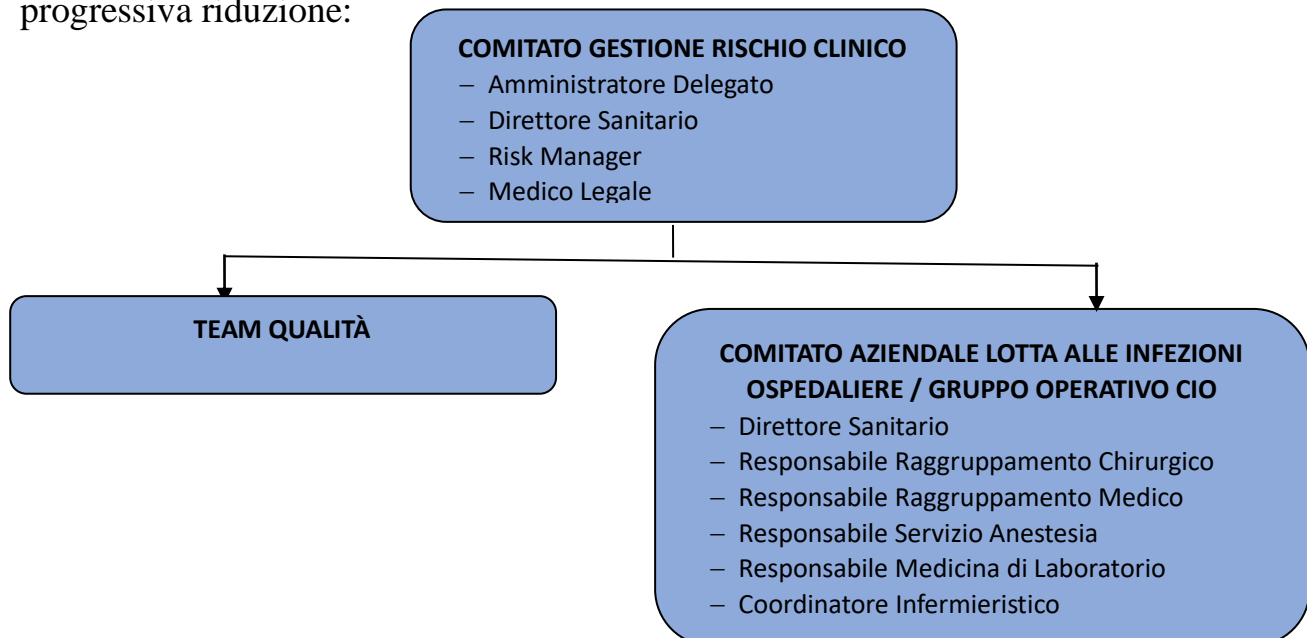 progressiva riduzione:
COMITATO GESTIONE RISCHIO CLINICO
– Amministratore Delegato
– Direttore Sanitario
– Risk Manager
– Medico Legale
TEAM QUALITÀ
COMITATO AZIENDALE LOTTA ALLE INFEZIONI
OSPEDALIERE / GRUPPO OPERATIVO CIO
– Direttore Sanitario
– Responsabile Raggruppamento Chirurgico
– Responsabile Raggruppamento Medico
– Responsabile Servizio Anestesia
– Responsabile Medicina di Laboratorio
– Coordinatore Infermieristico